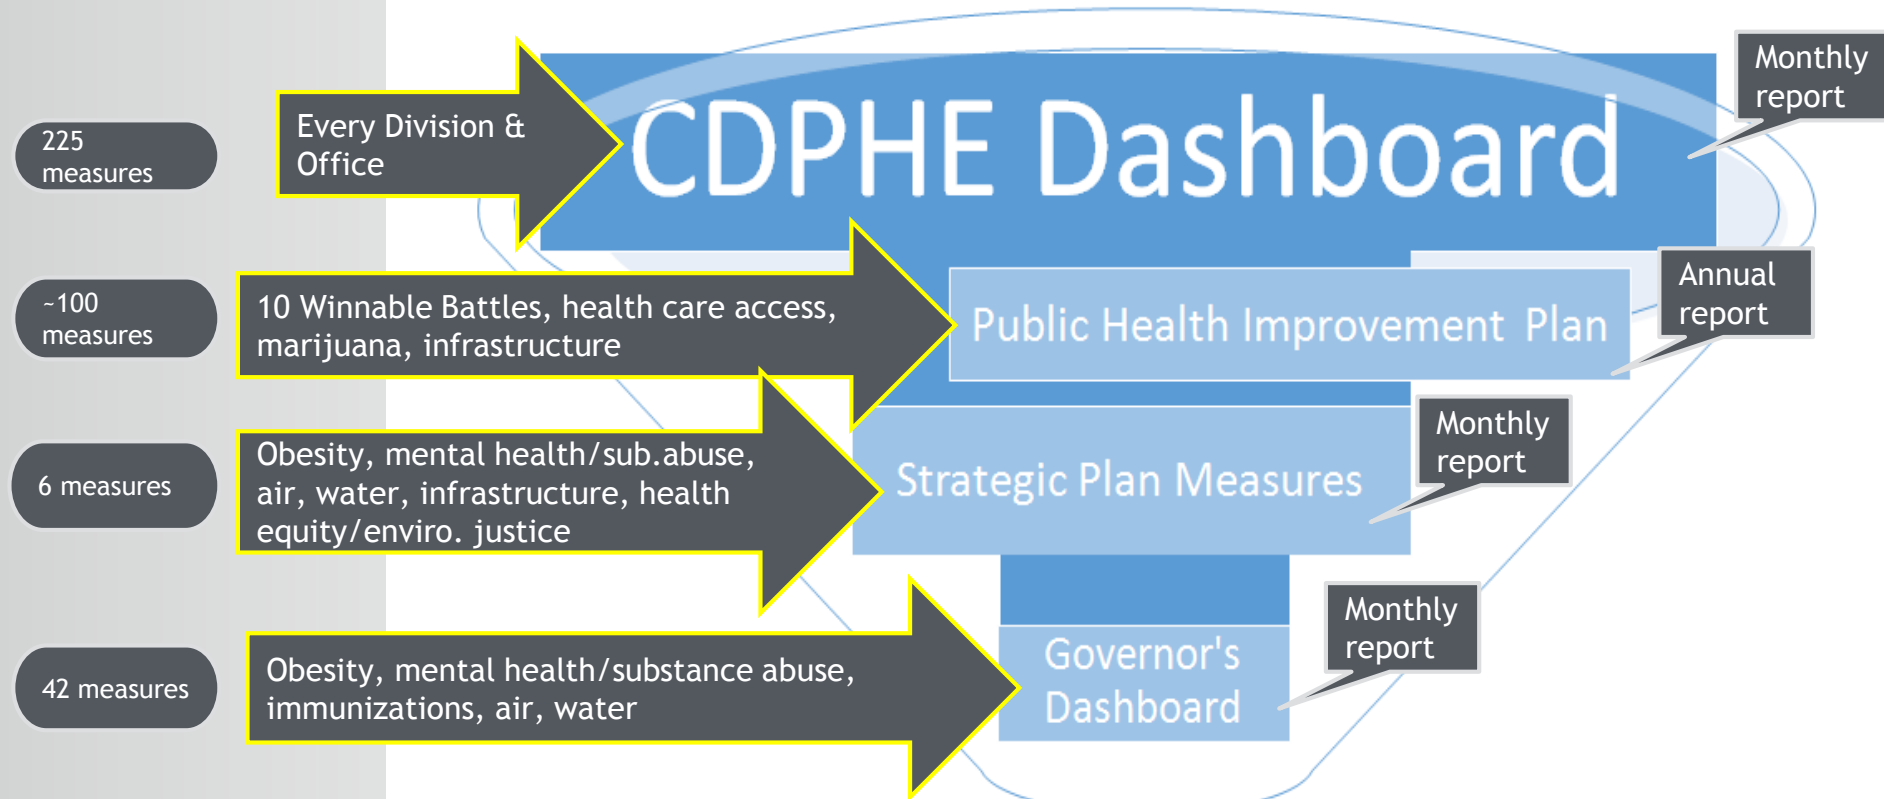 225
measures
Every Division &
Office
CDPHE Dashboard
Monthly
report
~100
measures
10 Winnable Battles, health care access,
marijuana, infrastructure
Public Health Improvement Plan
Annual
report
6 measures
Obesity, mental health/sub.abuse,
air, water, infrastructure, health
equity/enviro. justice
Strategic Plan Measures
Monthly
report
42 measures
Obesity, mental health/substance abuse,
immunizations, air, water
Governor's
Dashboard
Monthly
report